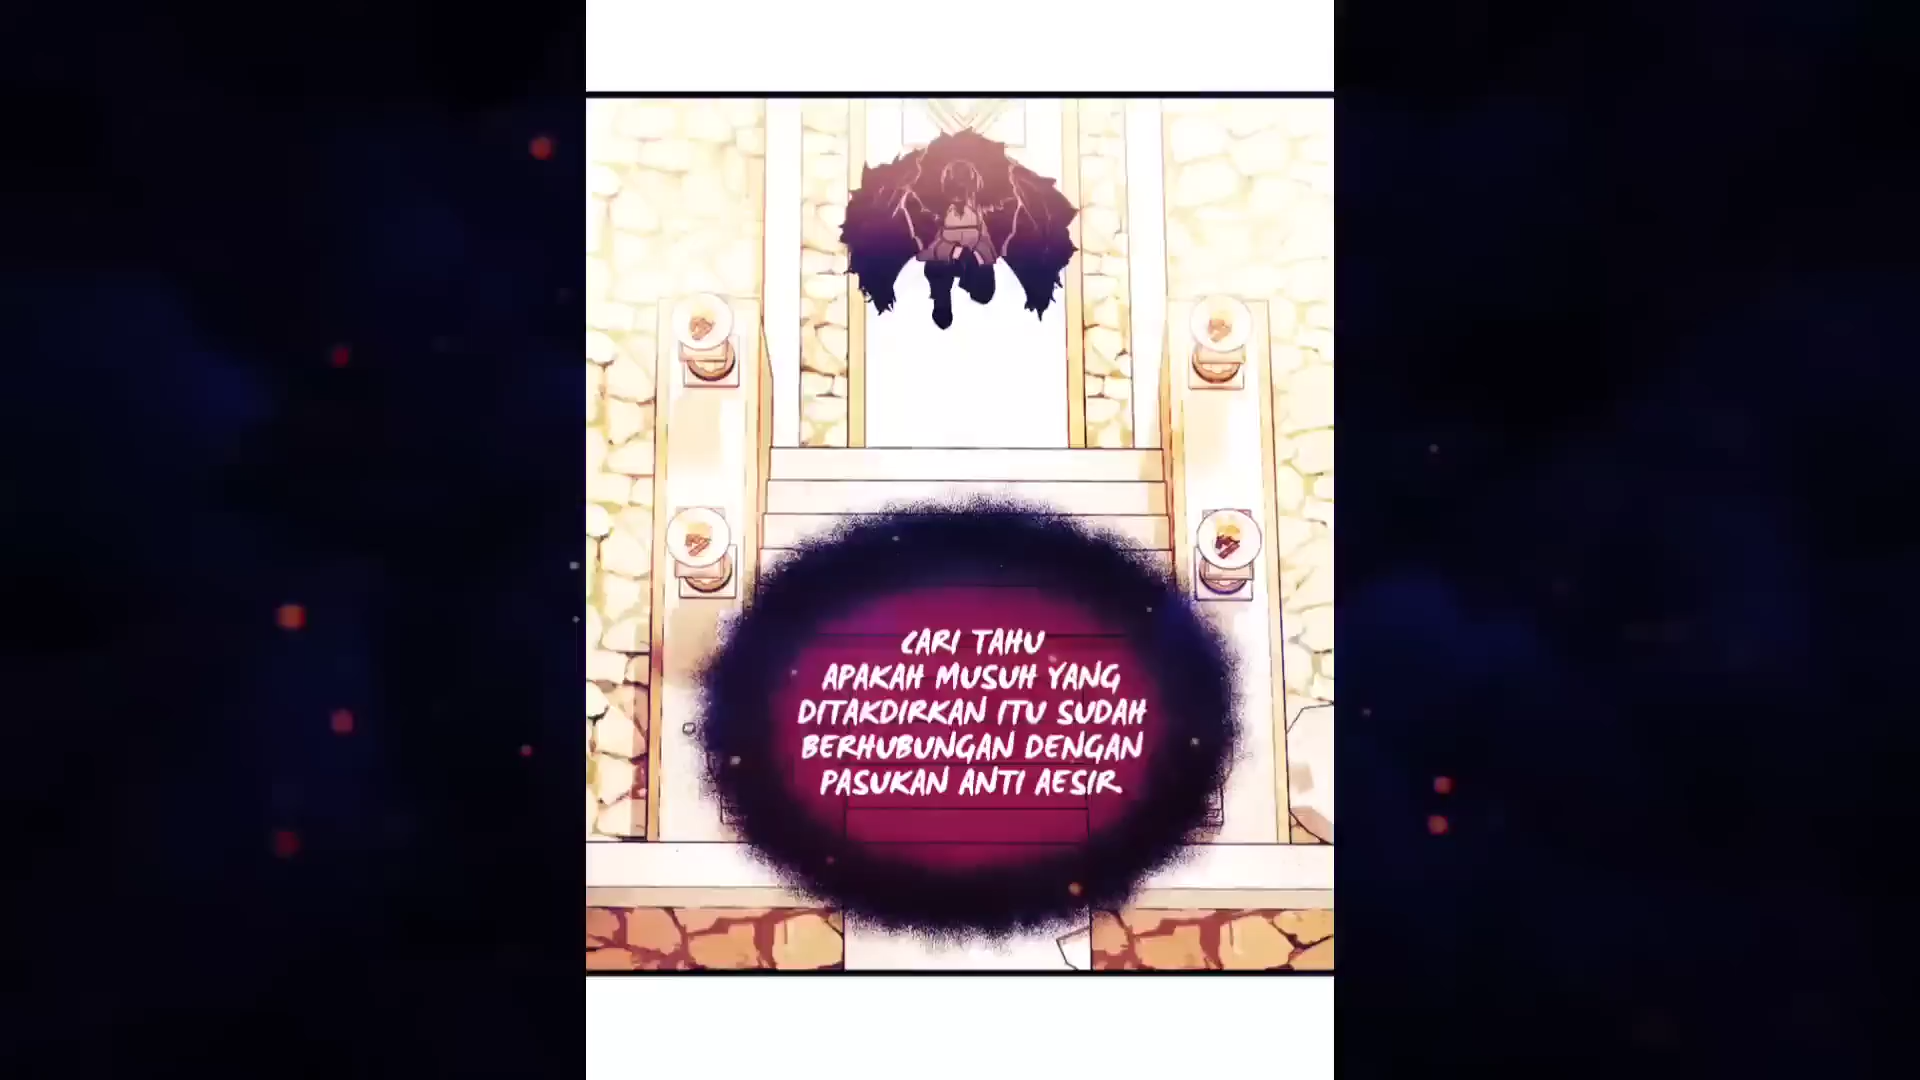 CARI TAHU
APAKAH MUSUH YANG
DITAKDIRKAN ITU SUDAH
BERHUBUNGAN DENGAN
PASUKAN ANTI AESIR.